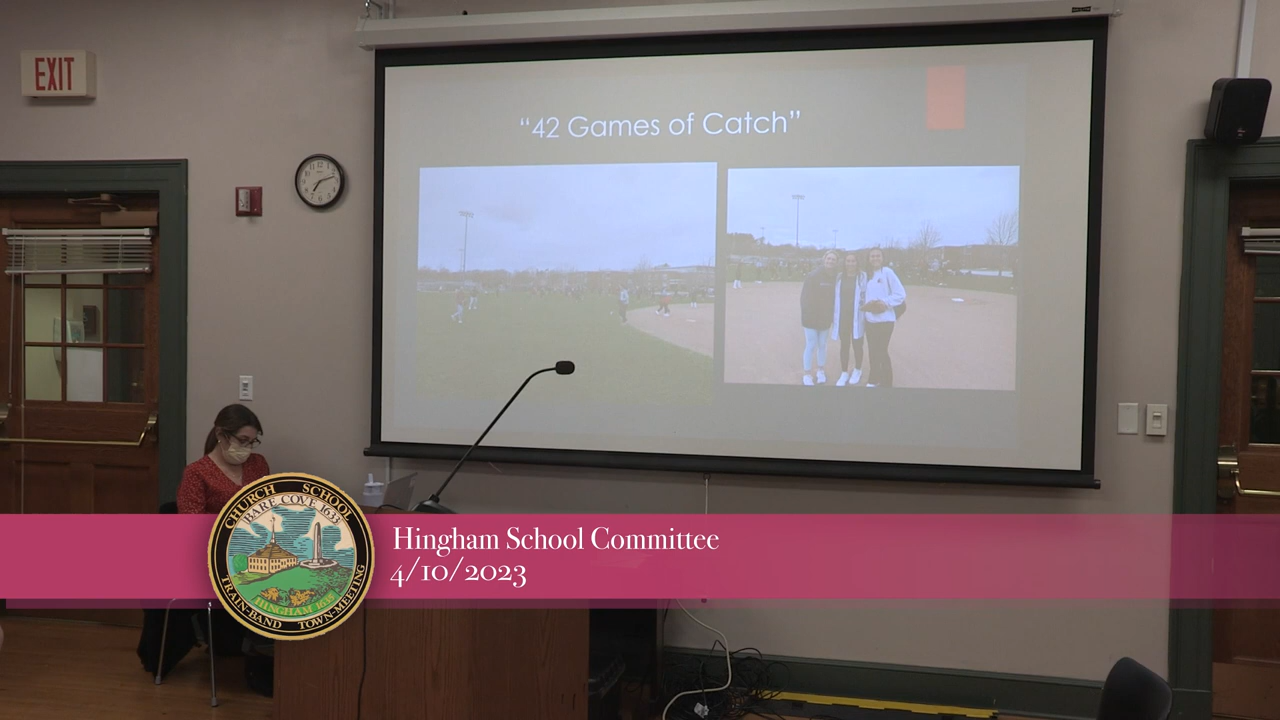 EXIT
“42 Games of Catch”
CHURCH SCHOOL
BARE COVE 1633
HINGHAM 1635
TRAIN-BAND TOWN-MEETING
Hingham School Committee
4/10/2023